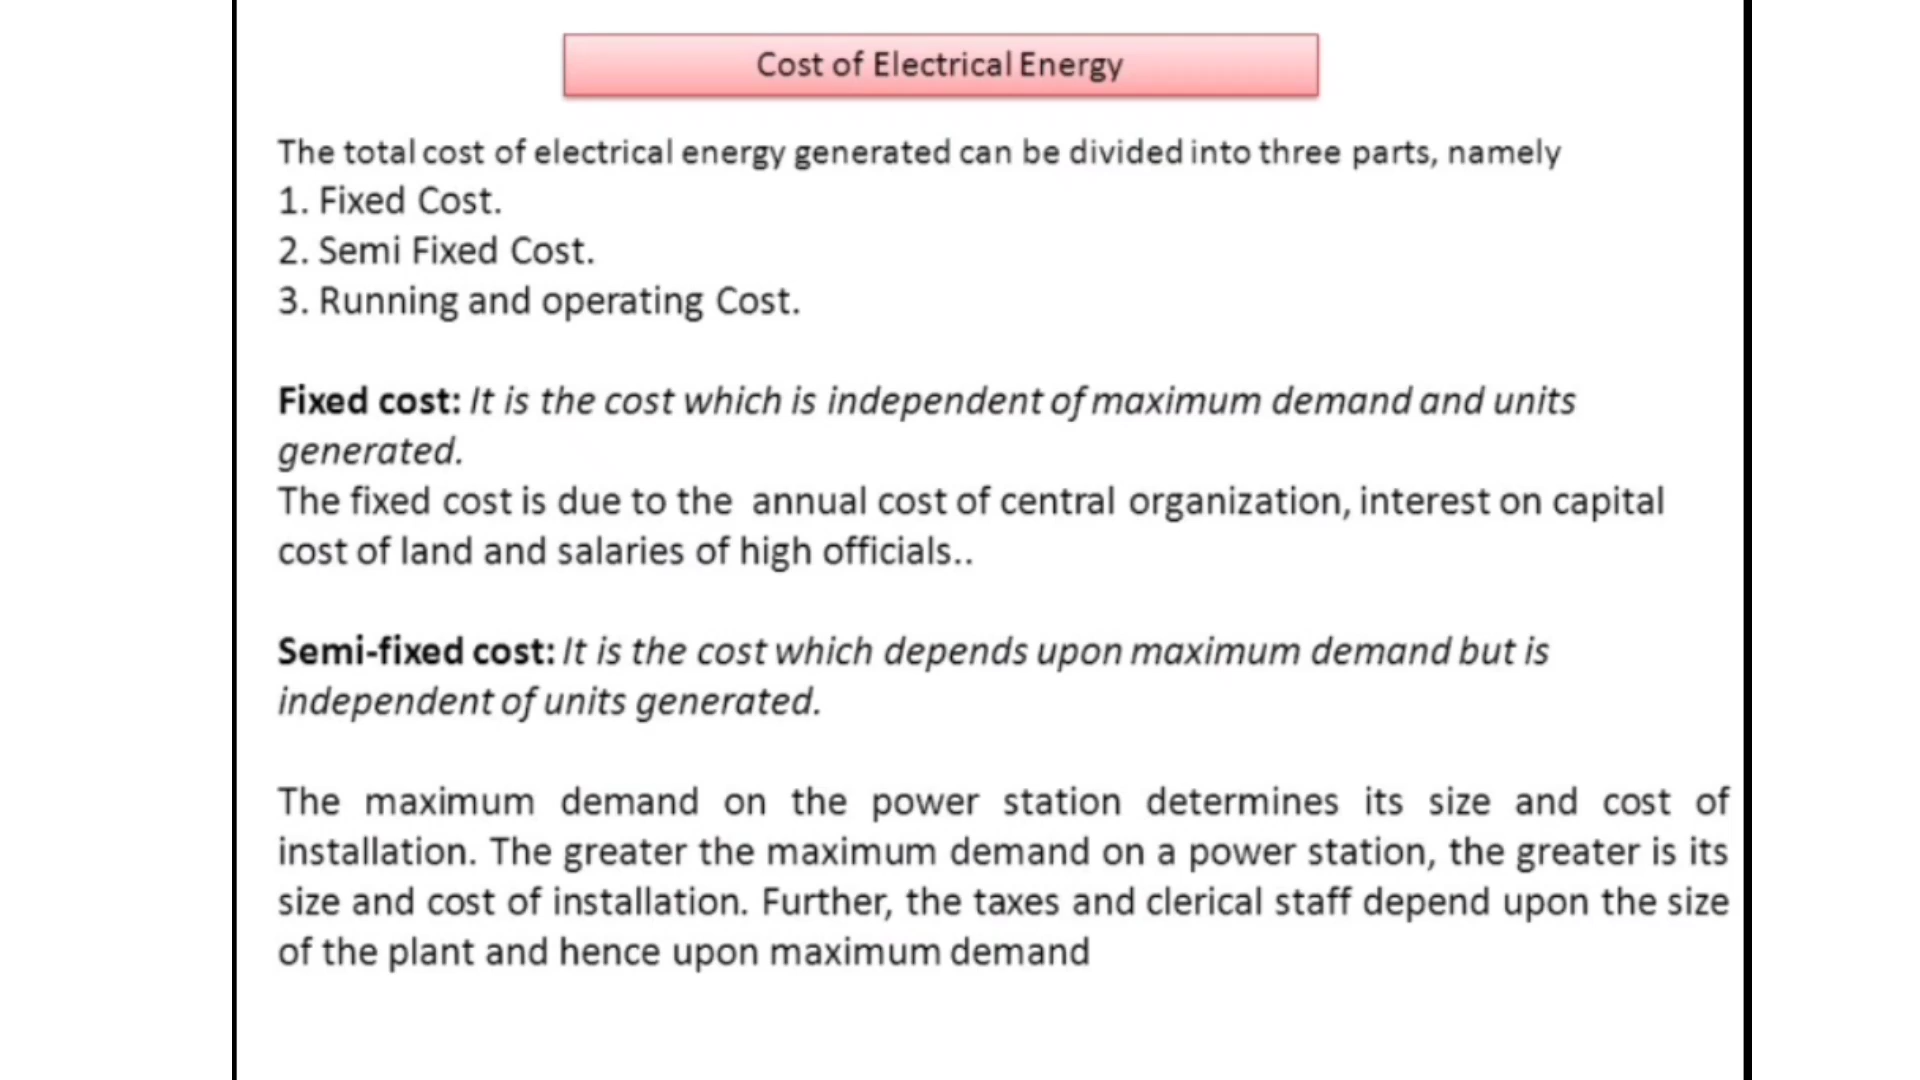 Cost of Electrical Energy
The total cost of electrical energy generated can be divided into three parts, namely
1. Fixed Cost.
2. Semi Fixed Cost.
3. Running and operating Cost.
Fixed cost: It is the cost which is independent of maximum demand and units
generated.
The fixed cost is due to the annual cost of central organization, interest on capital
cost of land and salaries of high officials..
Semi-fixed cost: It is the cost which depends upon maximum demand but is
independent of units generated.
The maximum demand on the power station determines its size and cost of
installation. The greater the maximum demand on a power station, the greater is its
size and cost of installation. Further, the taxes and clerical staff depend upon the size
of the plant and hence upon maximum demand